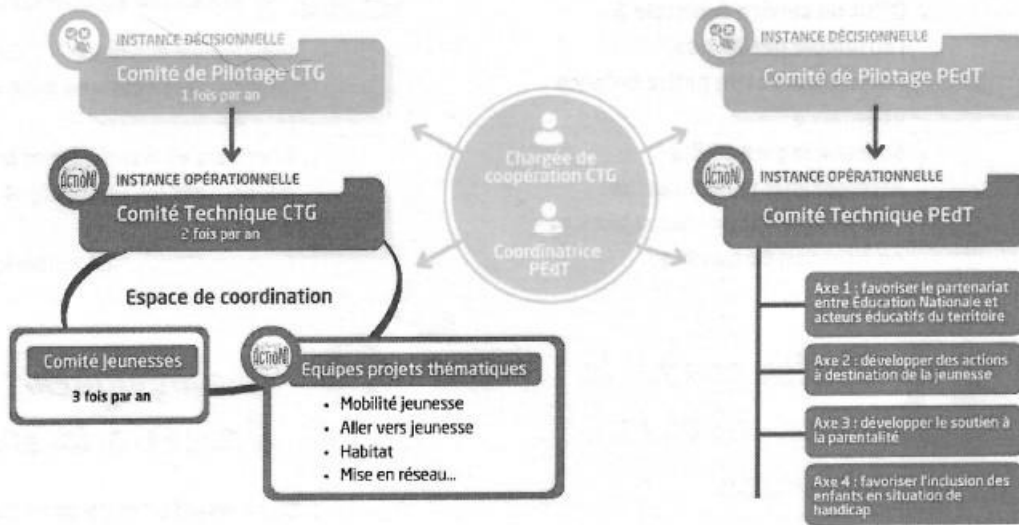 INSTANCE DÉCISIONNELLE
Comité de Pilotage CTG
1 fois par an
ACTION!
INSTANCE OPÉRATIONNELLE
Comité Technique CTG
2 fois par an
Espace de coordination
Comité Jeunesses
3 fois par an
ACTION!
Equipes projets thématiques
• Mobilité jeunesse
• Aller vers jeunesse
• Habitat
• Mise en réseau...
Chargée de
coopération CTG
Coordinatrice
PEdT
INSTANCE DÉCISIONNELLE
Comité de Pilotage PEdT
ACTION!
INSTANCE OPÉRATIONNELLE
Comité Technique PEdT
Axe 1 : favoriser le partenariat
entre Éducation Nationale et
acteurs éducatifs du territoire
Axe 2 : développer des actions
à destination de la jeunesse
Axe 3 : développer le soutien à
la parentalité
Axe 4 : favoriser l'inclusion des
enfants en situation de
handicap